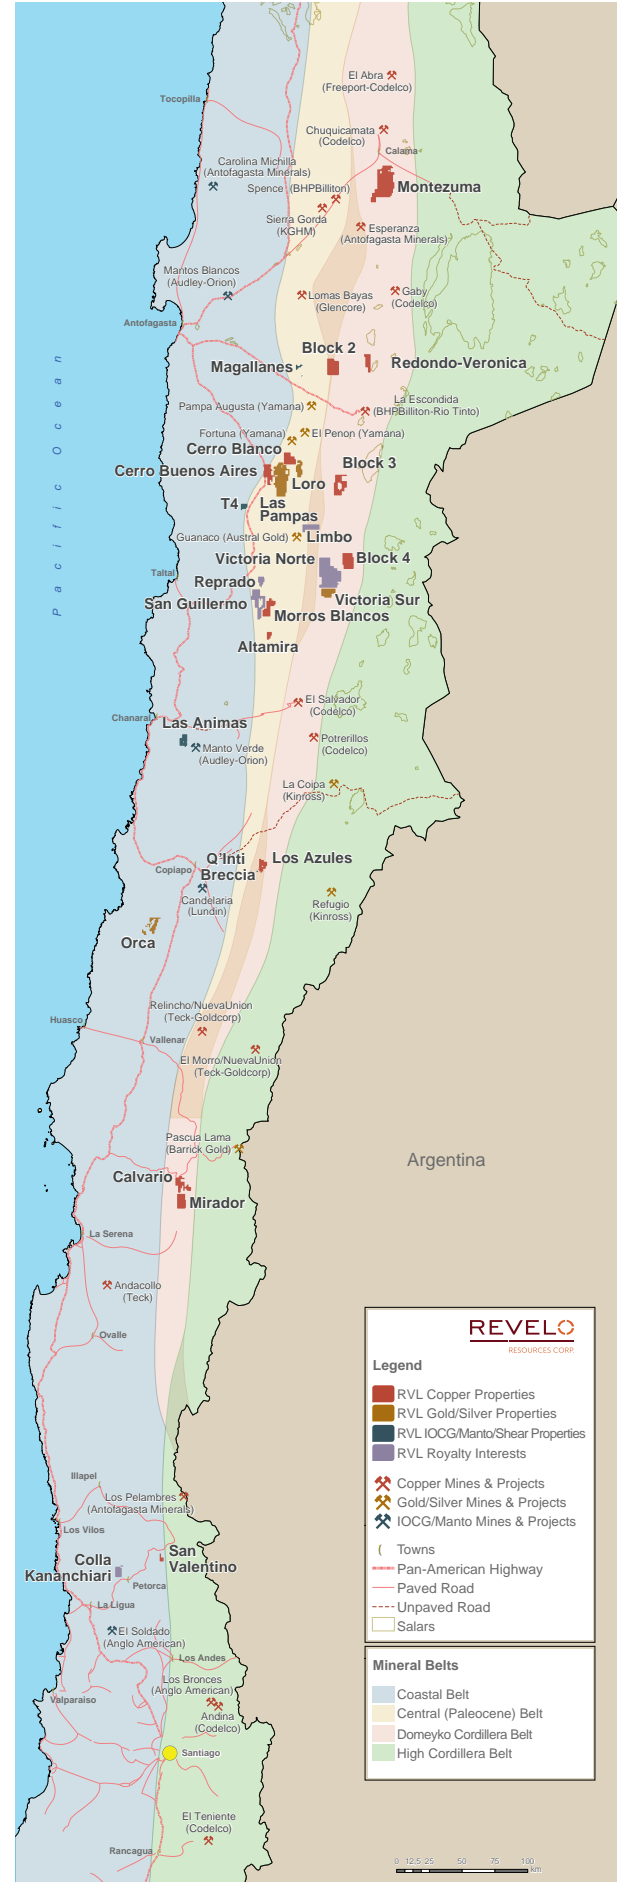 El Abra
(Freeport-Codelco)
Tocopilla
Chuquicamata
(Codelco)
Calama
Carolina Michilla
(Antofagasta Minerals)
Spence (BHPBilliton)
Montezuma
Sierra Gorda
(KGHM)
Esperanza
(Antofagasta Minerals)
Mantos Blancos
(Audley-Orion)
Lomas Bayas
(Glencore)
Gaby
(Codelco)
Antofagasta
Block 2
Magallanes
Redondo-Veronica
La Escondida
(BHPBilliton-Rio Tinto)
Pampa Augusta (Yamana)
Fortuna (Yamana)
El Penon (Yamana)
Cerro Blanco
Cerro Buenos Aires
Block 3
Loro
T4
Las
Pampas
Guanaco (Austral Gold)
Limbo
Victoria Norte
Block 4
Taltal
Reprado
San Guillermo
Victoria Sur
Morros Blancos
Altamira
Pacific Ocean
El Salvador
(Codelco)
Chanaral
Las Animas
Manto Verde
(Audley-Orion)
Potrerillos
(Codelco)
La Coipa
(Kinross)
Q'Inti
Breccia
Los Azules
Copiapo
Candelaria
(Lundin)
Refugio
(Kinross)
Orca
Relincho/NuevaUnion
(Teck-Goldcorp)
Huasco
Vallenar
El Morro/NuevaUnion
(Teck-Goldcorp)
Pascua Lama
(Barrick Gold)
Argentina
Calvario
Mirador
La Serena
Andacollo
(Teck)
Ovalle
Illapel
Los Pelambres
(Antofagasta Minerals)
Los Vilos
Colla
Kananchiari
San
Valentino
Petorca
La Ligua
El Soldado
(Anglo American)
Los Andes
Los Bronces
(Anglo American)
Valparaiso
Andina
(Codelco)
Santiago
El Teniente
(Codelco)
Rancagua
REVELO
RESOURCES CORP.
Legend
RVL Copper Properties
RVL Gold/Silver Properties
RVL IOCG/Manto/Shear Properties
RVL Royalty Interests
Copper Mines & Projects
Gold/Silver Mines & Projects
IOCG/Manto Mines & Projects
Towns
Pan-American Highway
Paved Road
Unpaved Road
Salars
Mineral Belts
Coastal Belt
Central (Paleocene) Belt
Domeyko Cordillera Belt
High Cordillera Belt
0 12,5 25 50 75 100
km